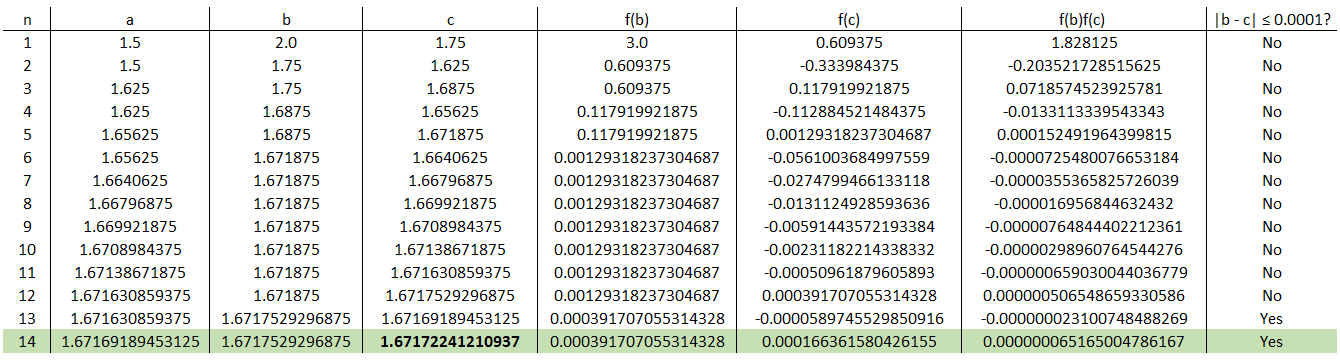 n a b c f(b) f(c) f(b)f(c) |b - c| ≤ 0.0001?
1 1.5 2.0 1.75 3.0 0.609375 1.828125 No
2 1.5 1.75 1.625 0.609375 -0.333984375 -0.203521728515625 No
3 1.625 1.75 1.6875 0.609375 0.117919921875 0.0718574523925781 No
4 1.625 1.6875 1.65625 0.117919921875 -0.112884521484375 -0.0133113339543343 No
5 1.65625 1.6875 1.671875 0.117919921875 0.00129318237304687 0.000152491964399815 No
6 1.65625 1.671875 1.6640625 0.00129318237304687 -0.0561003684997559 -0.0000725480076653184 No
7 1.6640625 1.671875 1.66796875 0.00129318237304687 -0.0274799466133118 -0.0000355365825726039 No
8 1.66796875 1.671875 1.669921875 0.00129318237304687 -0.0131124928593636 -0.000016956844632432 No
9 1.669921875 1.671875 1.6708984375 0.00129318237304687 -0.00591443572193384 -0.00000764844402212361 No
10 1.6708984375 1.671875 1.67138671875 0.00129318237304687 -0.00231182214338332 -0.00000298960764544276 No
11 1.67138671875 1.671875 1.671630859375 0.00129318237304687 -0.00050961879605893 -0.000000659030044036779 No
12 1.671630859375 1.671875 1.6717529296875 0.00129318237304687 0.000391707055314328 0.000000506548659330586 No
13 1.671630859375 1.6717529296875 1.67169189453125 0.000391707055314328 -0.0000589745529850916 -0.000000023100748488269 Yes
14 1.67169189453125 1.6717529296875 1.67172241210937 0.000391707055314328 0.000166361580426155 0.000000065165004786167 Yes